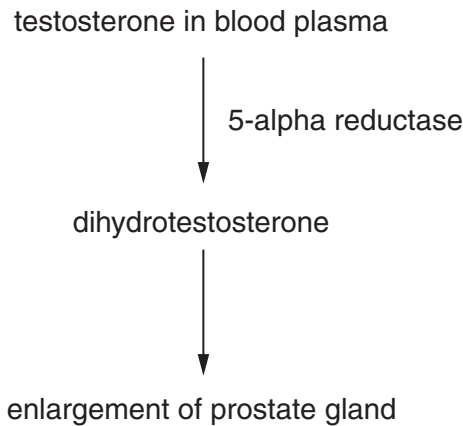 testosterone in blood plasma
5-alpha reductase
dihydrotestosterone
enlargement of prostate gland